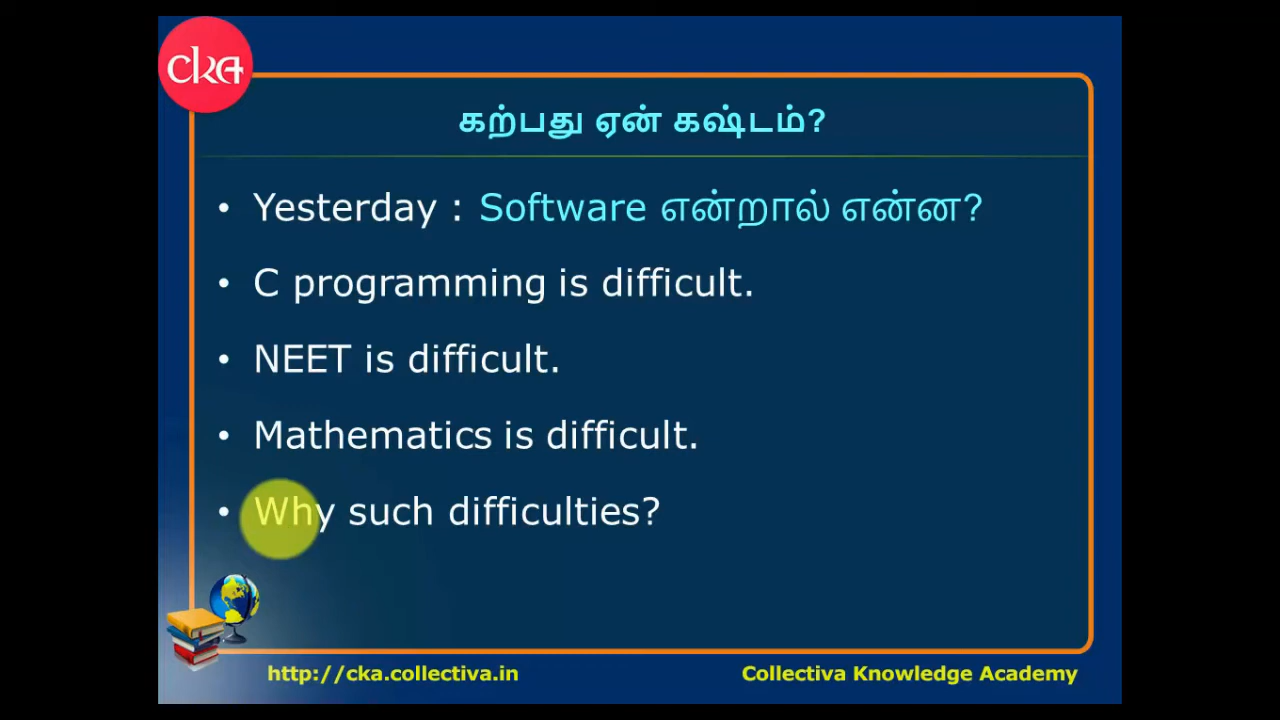 cka
கற்பது ஏன் கஷ்டம்?
• Yesterday : Software என்றால் என்ன?
• C programming is difficult.
• NEET is difficult.
• Mathematics is difficult.
• Why such difficulties?
http://cka.collectiva.in
Collectiva Knowledge Academy